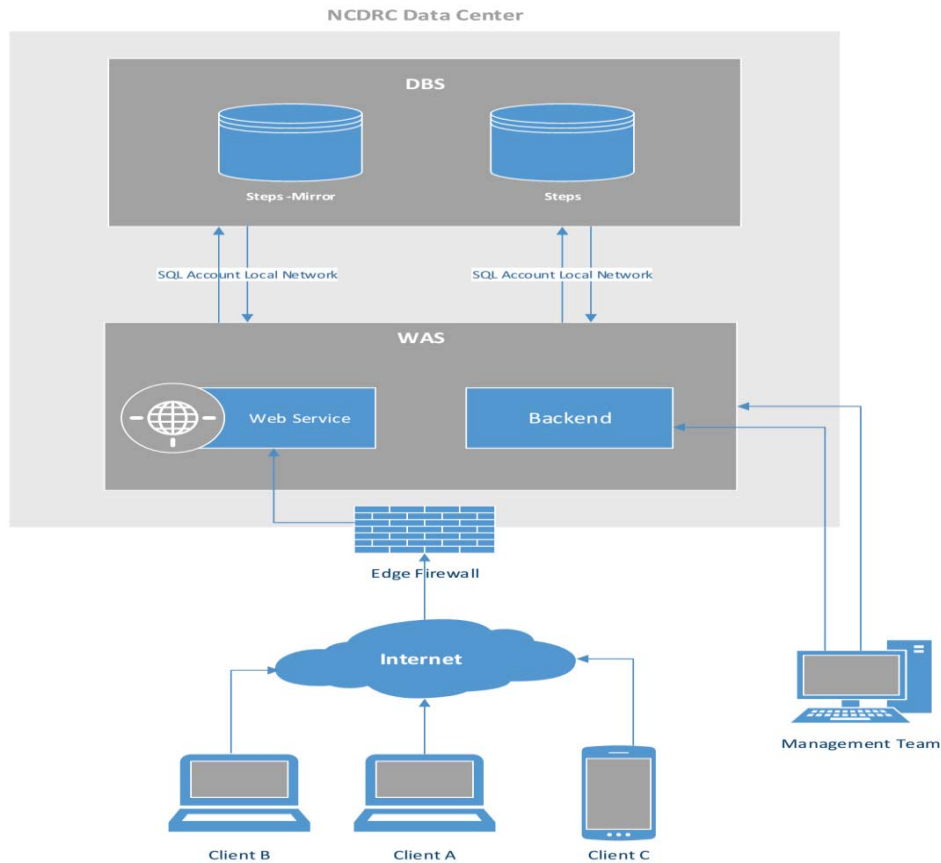 NCDRC Data Center
DBS
Steps -Mirror
Steps
SQL Account Local Network
SQL Account Local Network
WAS
Web Service
Backend
Edge Firewall
Internet
Management Team
Client B
Client A
Client C